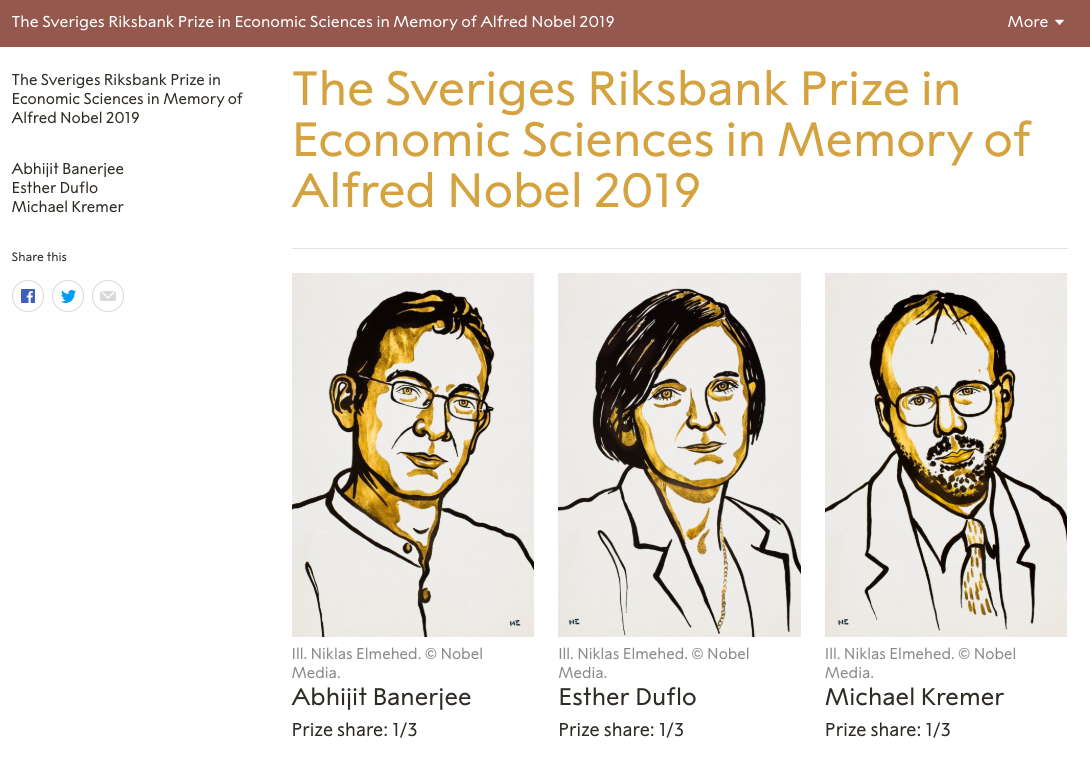 The Sveriges Riksbank Prize in Economic Sciences in Memory of Alfred Nobel 2019
More
The Sveriges Riksbank Prize in
Economic Sciences in Memory of
Alfred Nobel 2019
Abhijit Banerjee
Esther Duflo
Michael Kremer
Share this
The Sveriges Riksbank Prize in
Economic Sciences in Memory of
Alfred Nobel 2019
NE
NE
NE
Ill. Niklas Elmehed. © Nobel
Media.
Abhijit Banerjee
Prize share: 1/3
Ill. Niklas Elmehed. © Nobel
Media.
Esther Duflo
Prize share: 1/3
Ill. Niklas Elmehed. © Nobel
Media.
Michael Kremer
Prize share: 1/3